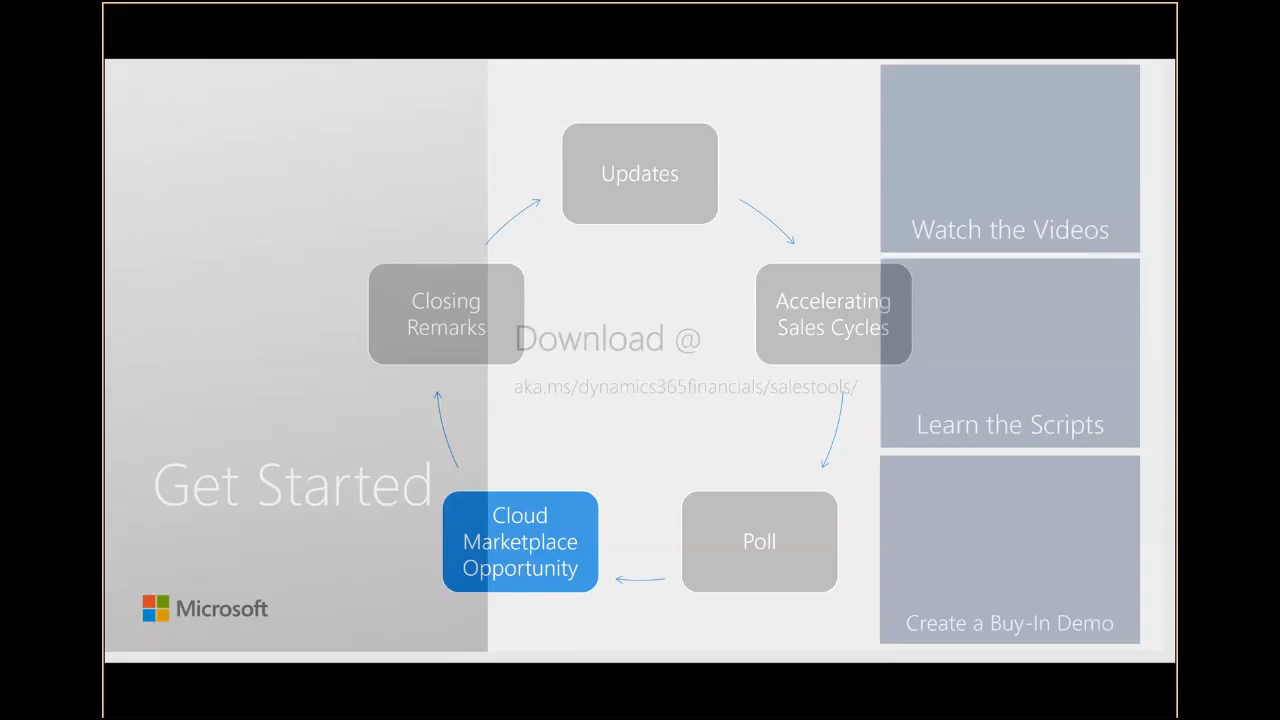 Updates
Watch the Videos
Closing
Remarks
Accelerating
Sales Cycles
Download @
aka.ms/dynamics365financials/salestools/
Learn the Scripts
Get Started
Cloud
Marketplace
Opportunity
Poll
Microsoft
Create a Buy-In Demo